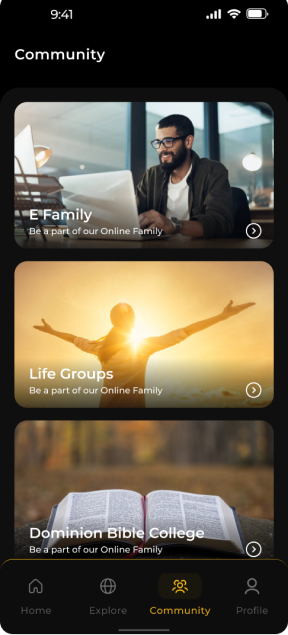 9:41
Community
E Family
Be a part of our Online Family
Life Groups
Be a part of our Online Family
Dominion Bible College
Be a part of our Online Family
Home
Explore
Community
Profile